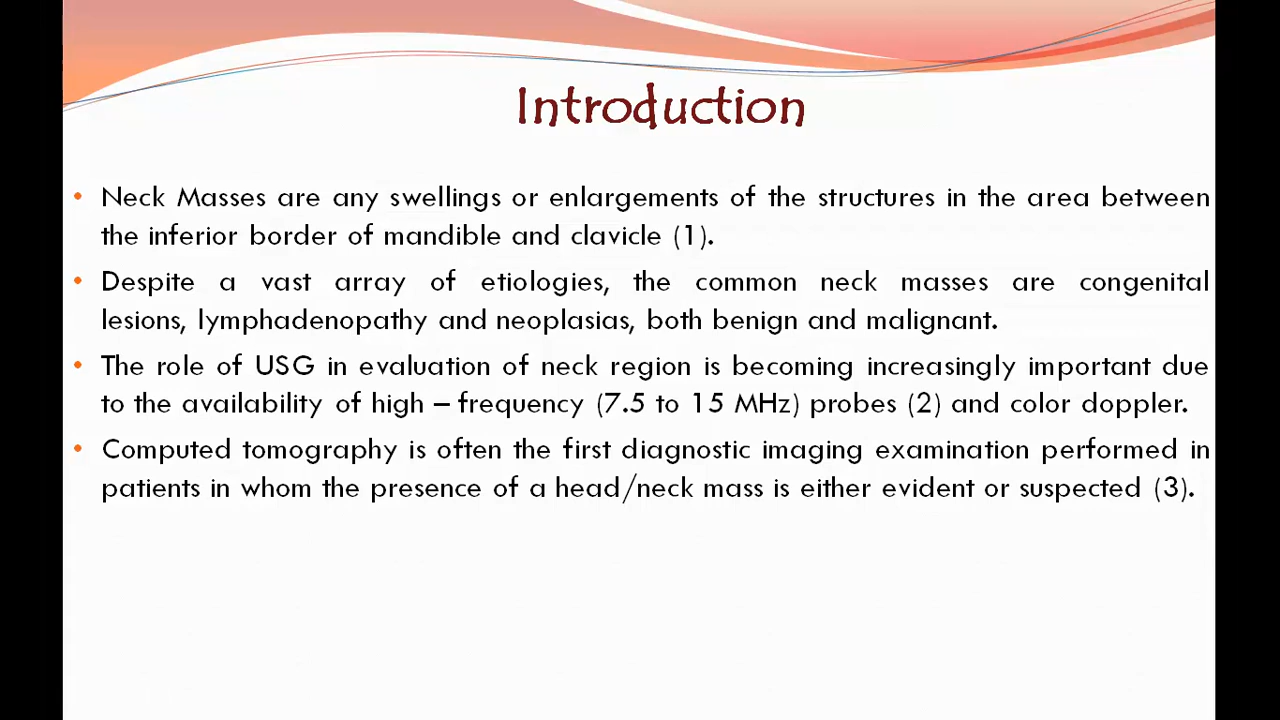 Introduction
• Neck Masses are any swellings or enlargements of the structures in the area between
the inferior border of mandible and clavicle (1).
• Despite a vast array of etiologies, the common neck masses are congenital
lesions, lymphadenopathy and neoplasias, both benign and malignant.
• The role of USG in evaluation of neck region is becoming increasingly important due
to the availability of high – frequency (7.5 to 15 MHz) probes (2) and color doppler.
• Computed tomography is often the first diagnostic imaging examination performed in
patients in whom the presence of a head/neck mass is either evident or suspected (3).